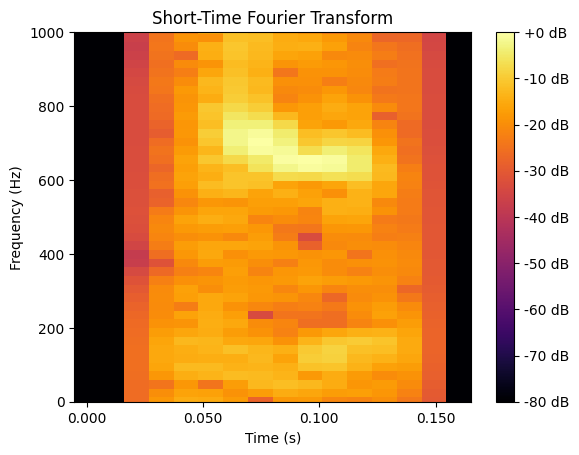 Short-Time Fourier Transform
Frequency (Hz)
1000
800
600
400
200
0
0.000 0.050 0.100 0.150
Time (s)
+0 dB
-10 dB
-20 dB
-30 dB
-40 dB
-50 dB
-60 dB
-70 dB
-80 dB